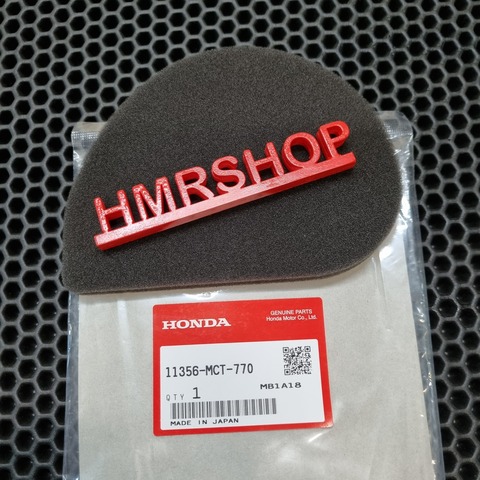 HMRSHOP
HONDA
GENUINE PARTS
Honda Motor Co., Ltd.
11356-MCT-770
QTY 1
MB1A18
MADE IN JAPAN